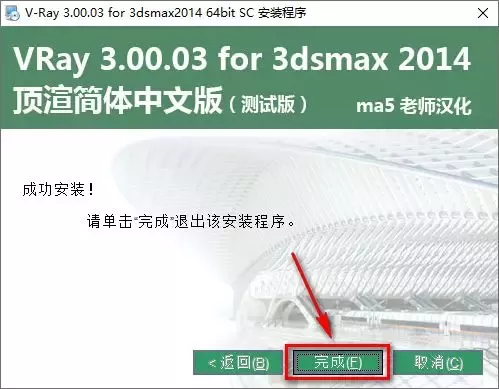 V-Ray 3.00.03 for 3dsmax2014 64bit SC 安装程序
VRay 3.00.03 for 3dsmax 2014
顶渲简体中文版（测试版） ma5 老师汉化
成功安装！
请单击“完成”退出该安装程序。
< 返回(B) 完成(F) 取消(C)